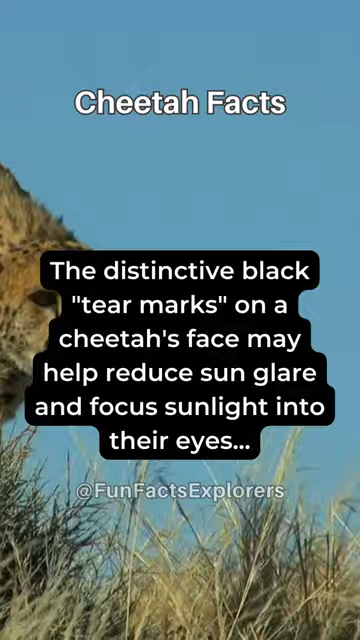 Cheetah Facts
The distinctive black
"tear marks" on a
cheetah's face may
help reduce sun glare
and focus sunlight into
their eyes...
@FunFactsExplorers